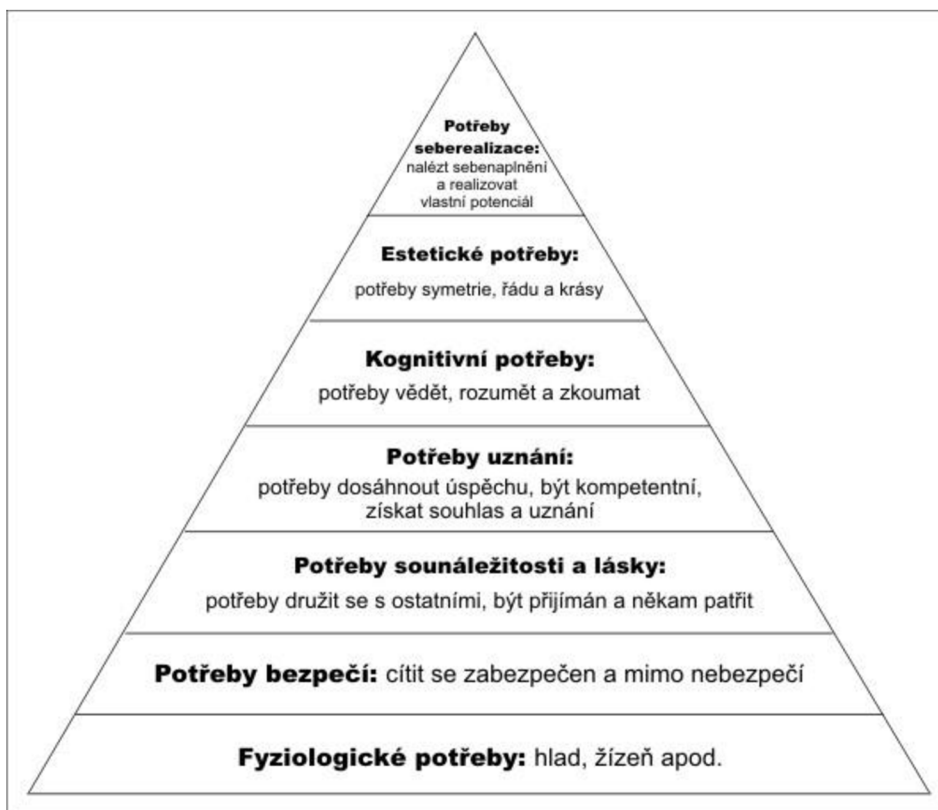 Potřeby
seberealizace:
nalézt sebenaplnění
a realizovat
vlastní potenciál
Estetické potřeby:
potřeby symetrie, řádu a krásy
Kognitivní potřeby:
potřeby vědět, rozumět a zkoumat
Potřeby uznání:
potřeby dosáhnout úspěchu, být kompetentní,
získat souhlas a uznání
Potřeby sounáležitosti a lásky:
potřeby družit se s ostatními, být přijímán a někam patřit
Potřeby bezpečí: cítit se zabezpečen a mimo nebezpečí
Fyziologické potřeby: hlad, žízeň apod.